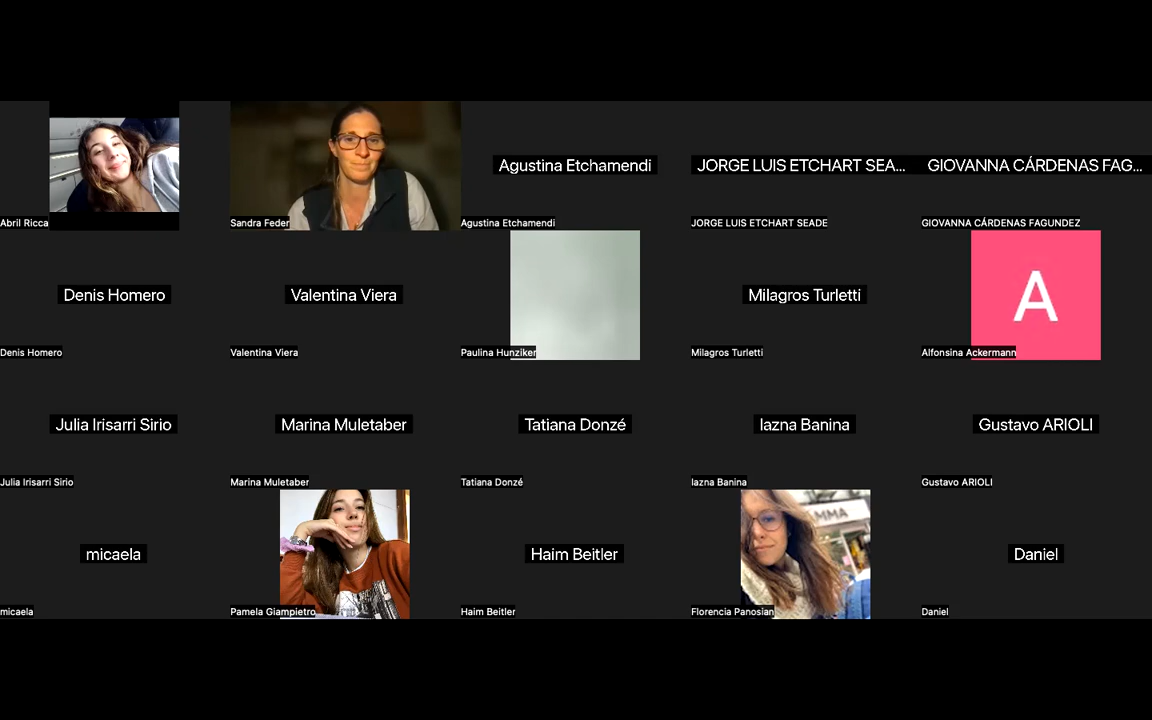 Agustina Etchamendi
JORGE LUIS ETCHART SEA...
GIOVANNA CÁRDENAS FAG...
Abril Ricca
Sandra Feder
Agustina Etchamendi
JORGE LUIS ETCHART SEADE
GIOVANNA CÁRDENAS FAGUNDEZ
Denis Homero
Valentina Viera
Milagros Turletti
A
Denis Homero
Valentina Viera
Paulina Hunziker
Milagros Turletti
Alfonsina Ackermann
Julia Irisarri Sirio
Marina Muletaber
Tatiana Donzé
Iazna Banina
Gustavo ARIOLI
Julia Irisarri Sirio
Marina Muletaber
Tatiana Donzé
Iazna Banina
Gustavo ARIOLI
micaela
Haim Beitler
MMA
Daniel
micaela
Pamela Giampietro
Haim Beitler
Florencia Panosian
Daniel